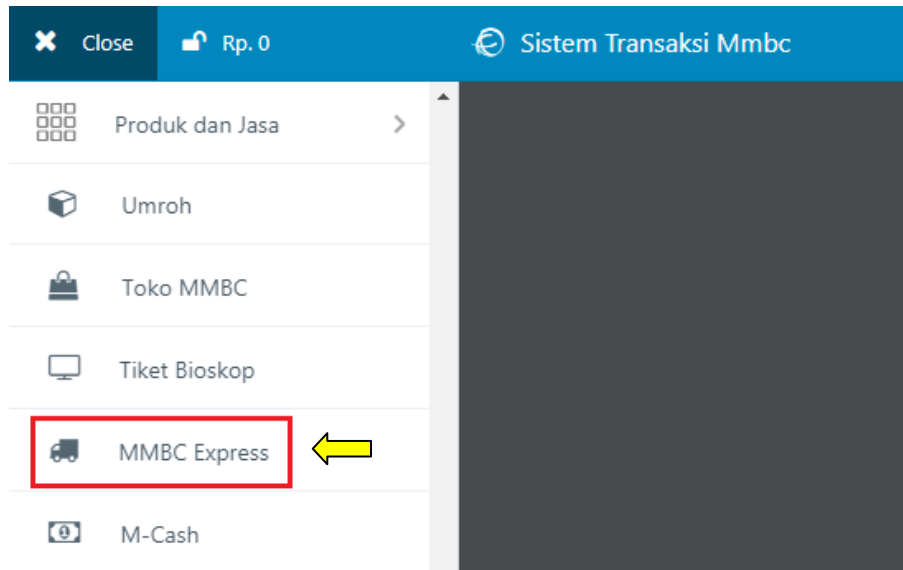 Close
Rp. 0
Sistem Transaksi Mmbc
Produk dan Jasa
Umroh
Toko MMBC
Tiket Bioskop
MMBC Express
M-Cash